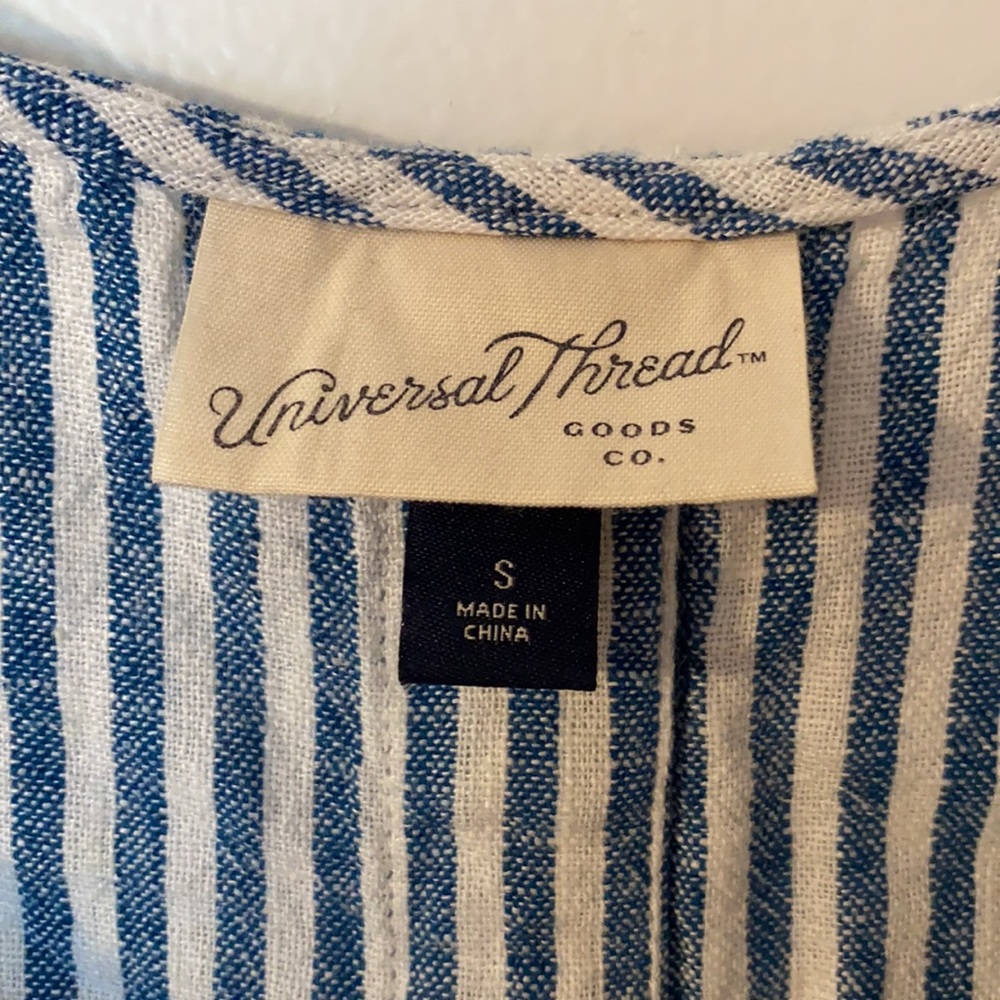 Universal Thread™
GOODS
CO.
S
MADE IN
CHINA